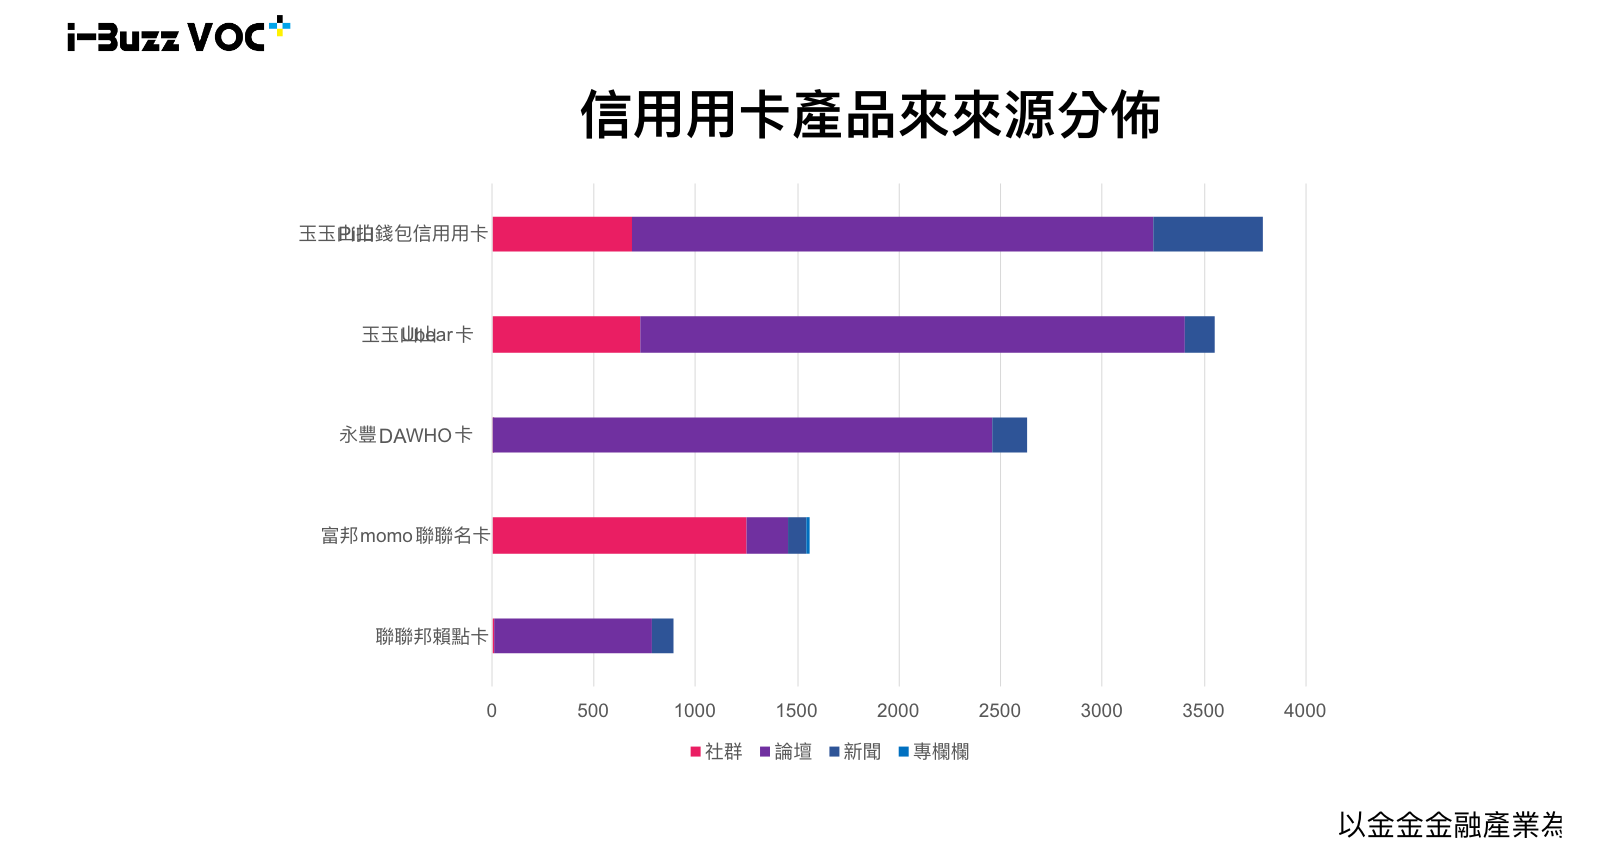 i-Buzz VOC
信用用卡產品來來源分佈
玉玉山山Pi拍錢包信用用卡
玉玉山山Ubear卡
永豐DAWHO卡
富邦momo聯聯名卡
聯聯邦賴點卡
0 500 1000 1500 2000 2500 3000 3500 4000
社群 論壇 新聞 專欄欄
以金金金融產業為